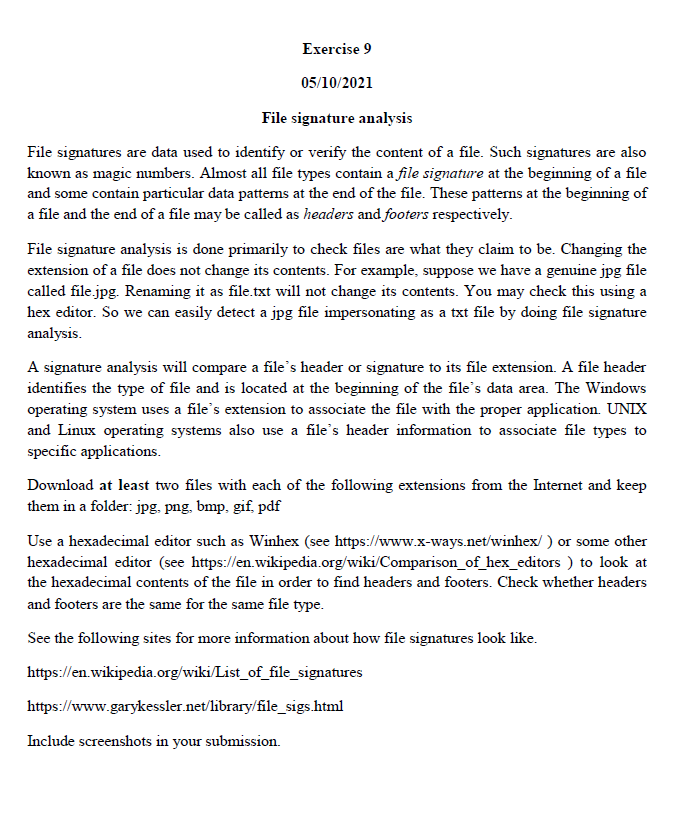 Exercise 9
05/10/2021
File signature analysis
File signatures are data used to identify or verify the content of a file. Such signatures are also
known as magic numbers. Almost all file types contain a file signature at the beginning of a file
and some contain particular data patterns at the end of the file. These patterns at the beginning of
a file and the end of a file may be called as headers and footers respectively.
File signature analysis is done primarily to check files are what they claim to be. Changing the
extension of a file does not change its contents. For example, suppose we have a genuine jpg file
called file.jpg. Renaming it as file.txt will not change its contents. You may check this using a
hex editor. So we can easily detect a jpg file impersonating as a txt file by doing file signature
analysis.
A signature analysis will compare a file’s header or signature to its file extension. A file header
identifies the type of file and is located at the beginning of the file’s data area. The Windows
operating system uses a file’s extension to associate the file with the proper application. UNIX
and Linux operating systems also use a file’s header information to associate file types to
specific applications.
Download at least two files with each of the following extensions from the Internet and keep
them in a folder: jpg, png, bmp, gif, pdf
Use a hexadecimal editor such as Winhex (see https://www.x-ways.net/winhex/ ) or some other
hexadecimal editor (see https://en.wikipedia.org/wiki/Comparison_of_hex_editors ) to look at
the hexadecimal contents of the file in order to find headers and footers. Check whether headers
and footers are the same for the same file type.
See the following sites for more information about how file signatures look like.
https://en.wikipedia.org/wiki/List_of_file_signatures
https://www.garykessler.net/library/file_sigs.html
Include screenshots in your submission.